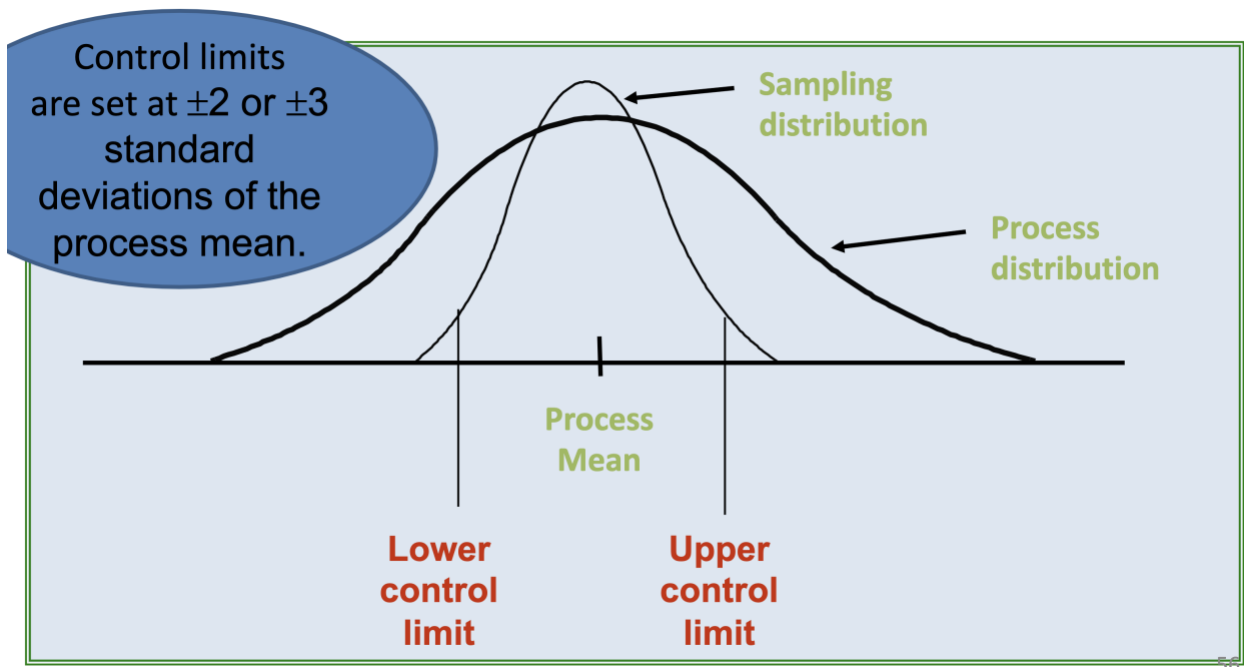 Control limits
are set at ±2 or ±3
standard
deviations of the
process mean.
Sampling
distribution
Process
distribution
Process
Mean
Lower
control
limit
Upper
control
limit